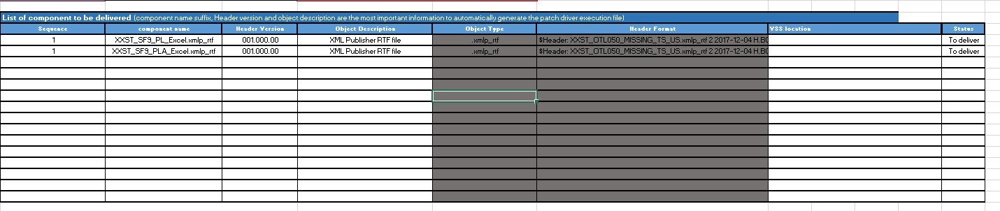 List of component to be delivered (component name suffix, Header version and object description are the most important information to automatically generate the patch driver execution file)
Sequence component name Header Version Object Description Object Type Header Format VSS location Status
1 XXST_SF9_PL_Excel.xmlp_rtf 001.000.00 XML Publisher RTF file .xmlp_rtf $Header: XXST_OTL050_MISSING_TS_US.xmlp_rtf 2 2017-12-04 H.BO To deliver
1 XXST_SF9_PLA_Excel.xmlp_rtf 001.000.00 XML Publisher RTF file .xmlp_rtf $Header: XXST_OTL050_MISSING_TS_US.xmlp_rtf 2 2017-12-04 H.BO To deliver